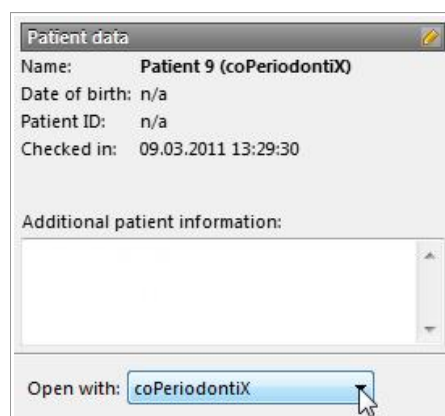 Patient data
Name: Patient 9 (coPeriodontiX)
Date of birth: n/a
Patient ID: n/a
Checked in: 09.03.2011 13:29:30
Additional patient information:
Open with: coPeriodontiX